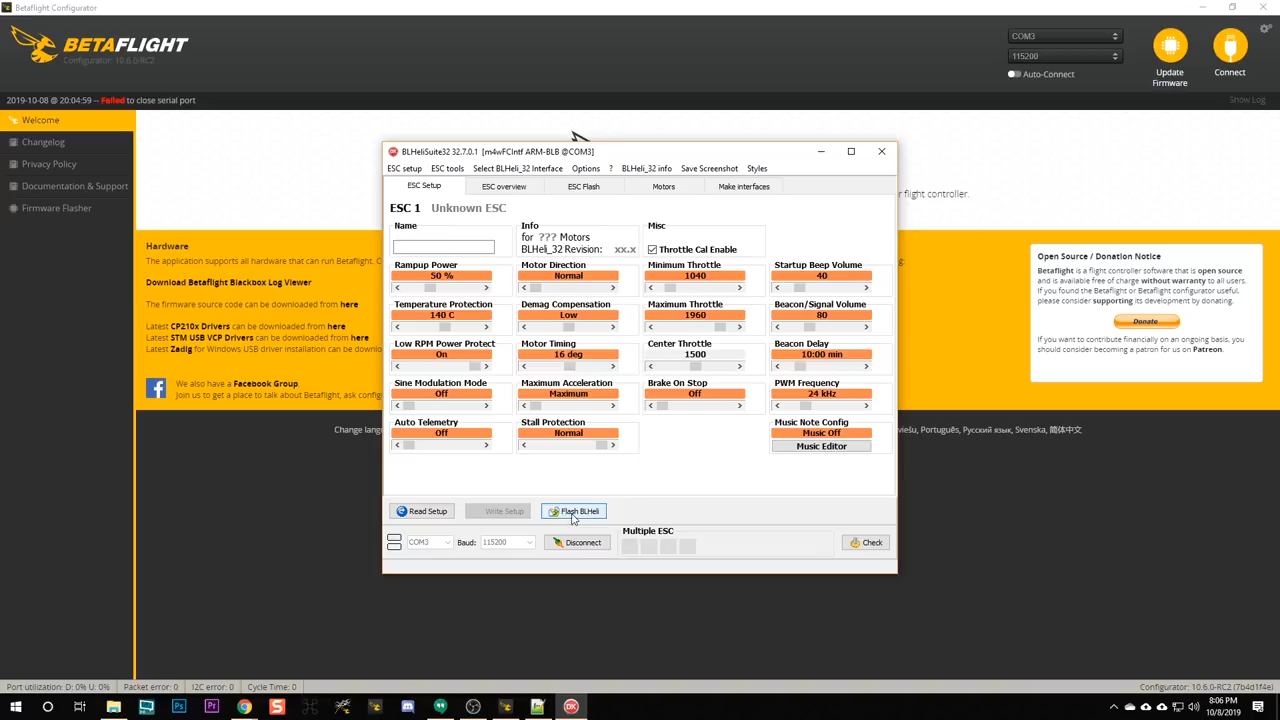 Betaflight Configurator
BETAFLIGHT
Configurator: 10.6.0-RC2
COM3
115200
Auto-Connect
Update
Firmware
Connect
2019-10-08 @ 20:04:59 -- Failed to close serial port
Show Log
Welcome
Changelog
Privacy Policy
Documentation & Support
Firmware Flasher
r flight controller.
Hardware
The application supports all hardware that can run Betaflight. C
Download Betaflight Blackbox Log Viewer
The firmware source code can be downloaded from here
Latest CP210x Drivers can be downloaded from here
Latest STM USB VCP Drivers can be downloaded from here
Latest Zadig for Windows USB driver installation can be downlo
We also have a Facebook Group.
Join us to get a place to talk about Betaflight, ask config
Change lang
viešu, Português, Русский язык, Svenska, 简体中文
Open Source / Donation Notice
Betaflight is a flight controller software that is open source
and is available free of charge without warranty to all users.
If you found the Betaflight or Betaflight configurator useful,
please consider supporting its development by donating.
Donate
If you want to contribute financially on an ongoing basis, you
should consider becoming a patron for us on Patreon.
BLHeliSuite32 32.7.0.1 [m4wFCIntf ARM-BLB @COM3]
ESC setup ESC tools Select BLHeli_32 Interface Options ? BLHeli_32 info Save Screenshot Styles
ESC Setup ESC overview ESC Flash Motors Make interfaces
ESC 1 Unknown ESC
Name
Info
for ??? Motors
BLHeli_32 Revision: xx.x
Misc
Throttle Cal Enable
Rampup Power
50 %
Motor Direction
Normal
Minimum Throttle
1040
Startup Beep Volume
40
Temperature Protection
140 C
Demag Compensation
Low
Maximum Throttle
1960
Beacon/Signal Volume
80
Low RPM Power Protect
On
Motor Timing
16 deg
Center Throttle
1500
Beacon Delay
10:00 min
Sine Modulation Mode
Off
Maximum Acceleration
Maximum
Brake On Stop
Off
PWM Frequency
24 kHz
Auto Telemetry
Off
Stall Protection
Normal
Music Note Config
Music Off
Music Editor
Read Setup
Write Setup
Flash BLHeli
COM3
Baud: 115200
Disconnect
Multiple ESC
Check
Port utilization: D: 0% U: 0%
Packet error: 0
I2C error: 0
Cycle Time: 0
Configurator: 10.6.0-RC2 (7b4d1f4e)
8:06 PM
10/8/2019